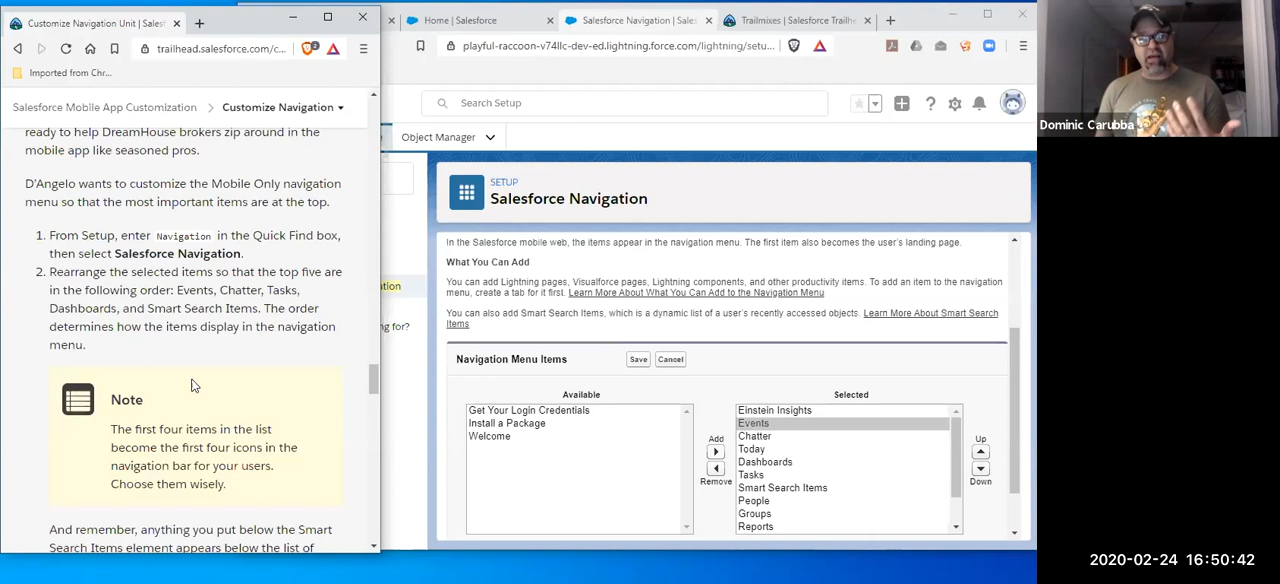 Customize Navigation Unit | Salesf
trailhead.salesforce.com/c...
2
Imported from Chr...
Salesforce Mobile App Customization
Customize Navigation
ready to help DreamHouse brokers zip around in the
mobile app like seasoned pros.
D'Angelo wants to customize the Mobile Only navigation
menu so that the most important items are at the top.
1. From Setup, enter Navigation in the Quick Find box,
then select Salesforce Navigation.
2. Rearrange the selected items so that the top five are
in the following order: Events, Chatter, Tasks,
Dashboards, and Smart Search Items. The order
determines how the items display in the navigation
menu.
Note
The first four items in the list
become the first four icons in the
navigation bar for your users.
Choose them wisely.
And remember, anything you put below the Smart
Search Items element appears below the list of
Home | Salesforce
Salesforce Navigation | Sales
Trailmixes | Salesforce Trailhe
playful-raccoon-v74llc-dev-ed.lightning.force.com/lightning/setu...
Search Setup
Object Manager
ation
ng for?
SETUP
Salesforce Navigation
In the Salesforce mobile web, the items appear in the navigation menu. The first item also becomes the user's landing page.
What You Can Add
You can add Lightning pages, Visualforce pages, Lightning components, and other productivity items. To add an item to the navigation
menu, create a tab for it first. Learn More About What You Can Add to the Navigation Menu
You can also add Smart Search Items, which is a dynamic list of a user's recently accessed objects. Learn More About Smart Search
Items
Navigation Menu Items
Save
Cancel
Available
Get Your Login Credentials
Install a Package
Welcome
Add
Remove
Selected
Einstein Insights
Events
Chatter
Today
Dashboards
Tasks
Smart Search Items
People
Groups
Reports
Up
Down
Dominic Carubba
2020-02-24 16:50:42